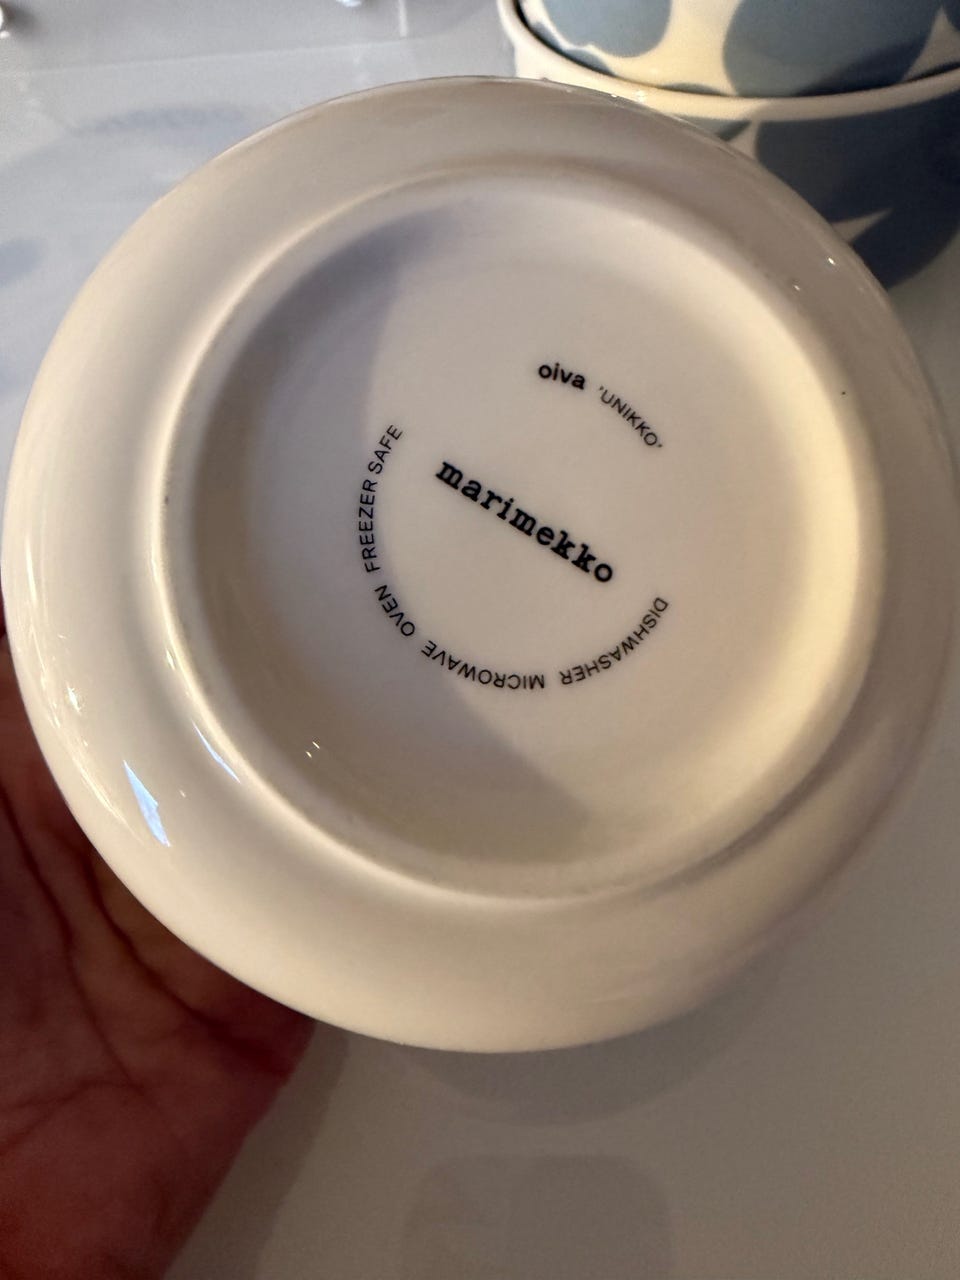 oiva 'UNIKKO'
marimekko
DISHWASHER MICROWAVE OVEN FREEZER SAFE